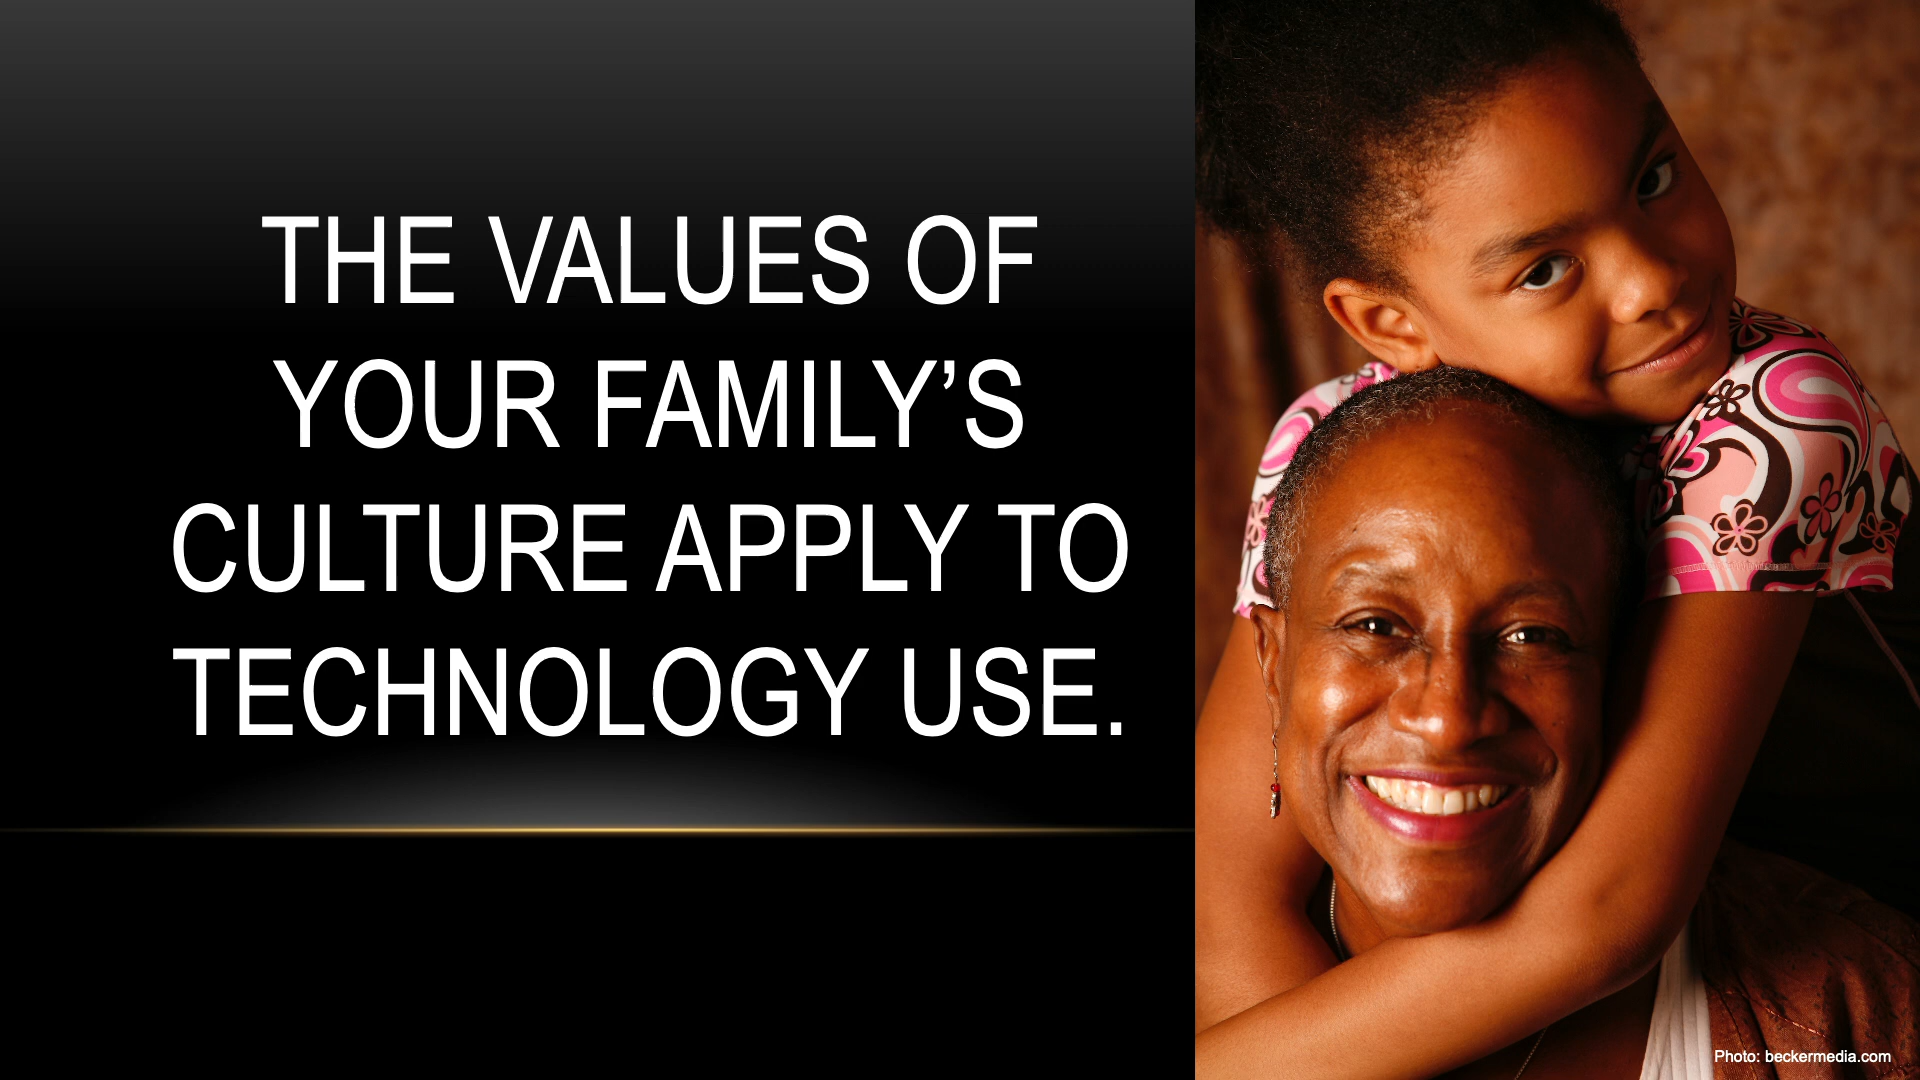 THE VALUES OF
YOUR FAMILY’S
CULTURE APPLY TO
TECHNOLOGY USE.
Photo: beckermedia.com